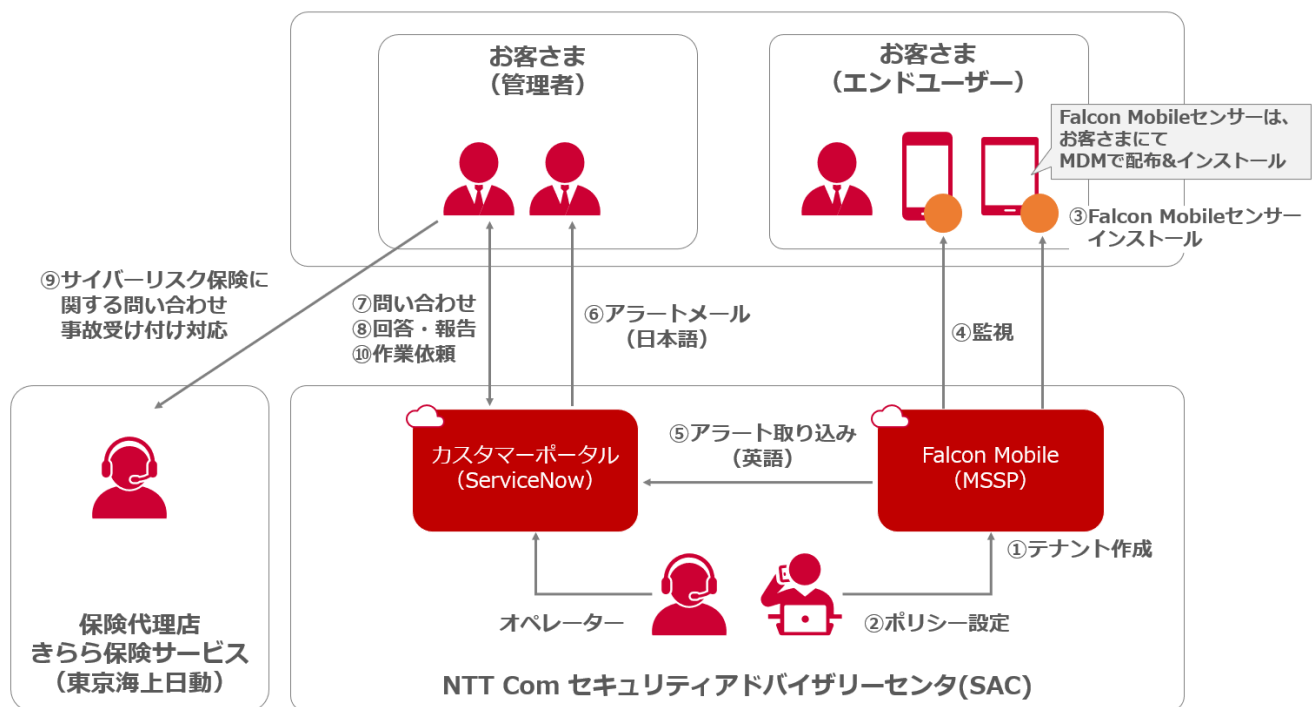 お客さま
（管理者）
お客さま
（エンドユーザー）
Falcon Mobileセンサーは、
お客さまにて
MDMで配布&インストール
③Falcon Mobileセンサー
インストール
⑨サイバーリスク保険に
関する問い合わせ
事故受け付け対応
⑦問い合わせ
⑧回答・報告
⑩作業依頼
⑥アラートメール
（日本語）
④監視
カスタマーポータル
（ServiceNow）
⑤アラート取り込み
（英語）
Falcon Mobile
（MSSP）
①テナント作成
オペレーター
②ポリシー設定
保険代理店
きらら保険サービス
（東京海上日動）
NTT Com セキュリティアドバイザリーセンタ(SAC)